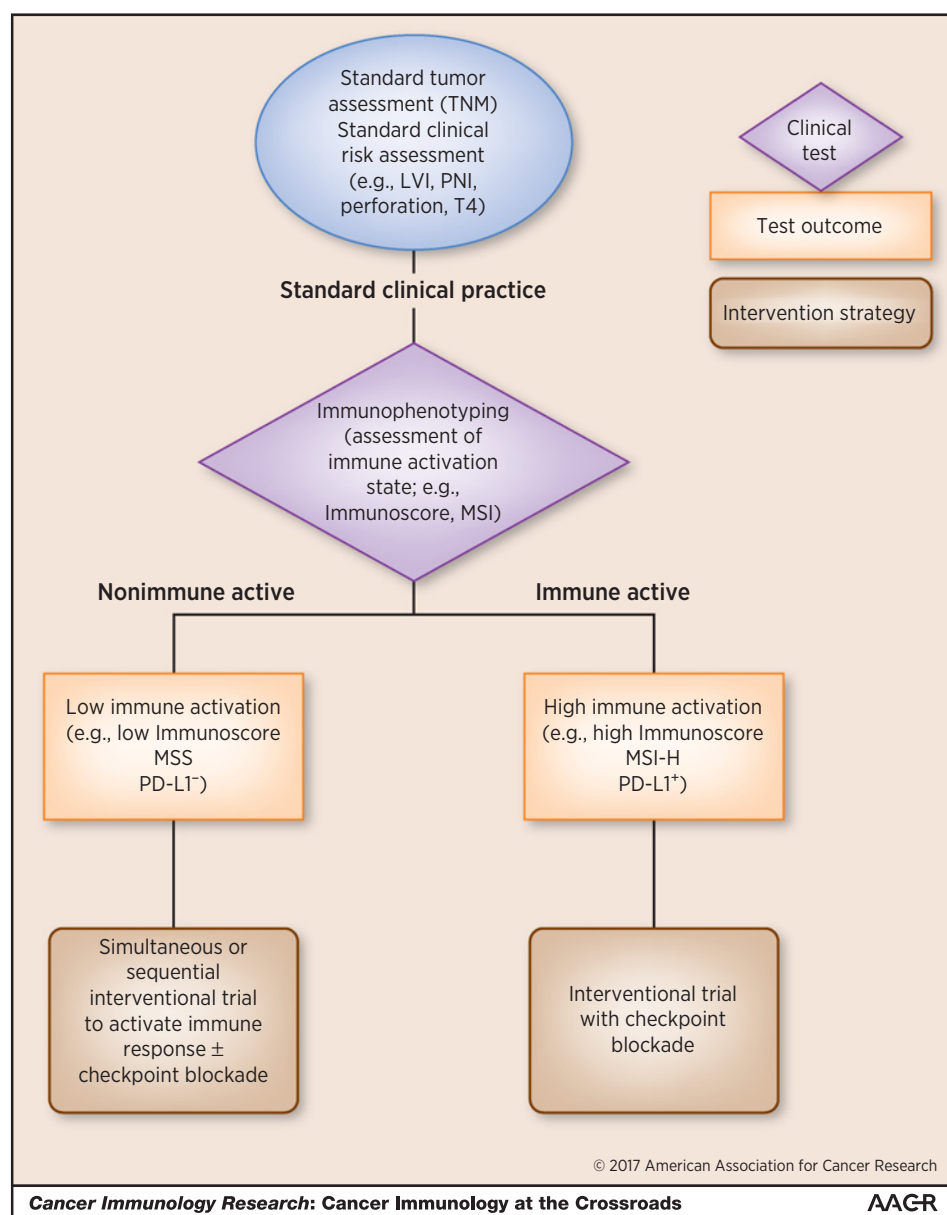 Standard tumor
assessment (TNM)
Standard clinical
risk assessment
(e.g., LVI, PNI,
perforation, T4)
Clinical
test
Test outcome
Intervention strategy
Standard clinical practice
Immunophenotyping
(assessment of
immune activation
state; e.g.,
Immunoscore, MSI)
Nonimmune active
Immune active
Low immune activation
(e.g., low Immunoscore
MSS
PD-L1⁻)
High immune activation
(e.g., high Immunoscore
MSI-H
PD-L1⁺)
Simultaneous or
sequential
interventional trial
to activate immune
response ±
checkpoint blockade
Interventional trial
with checkpoint
blockade
© 2017 American Association for Cancer Research
Cancer Immunology Research: Cancer Immunology at the Crossroads
AACR